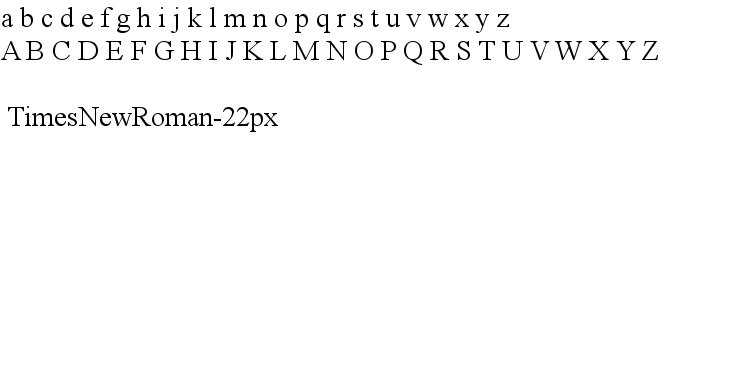 a b c d e f g h i j k l m n o p q r s t u v w x y z
A B C D E F G H I J K L M N O P Q R S T U V W X Y Z
TimesNewRoman-22px